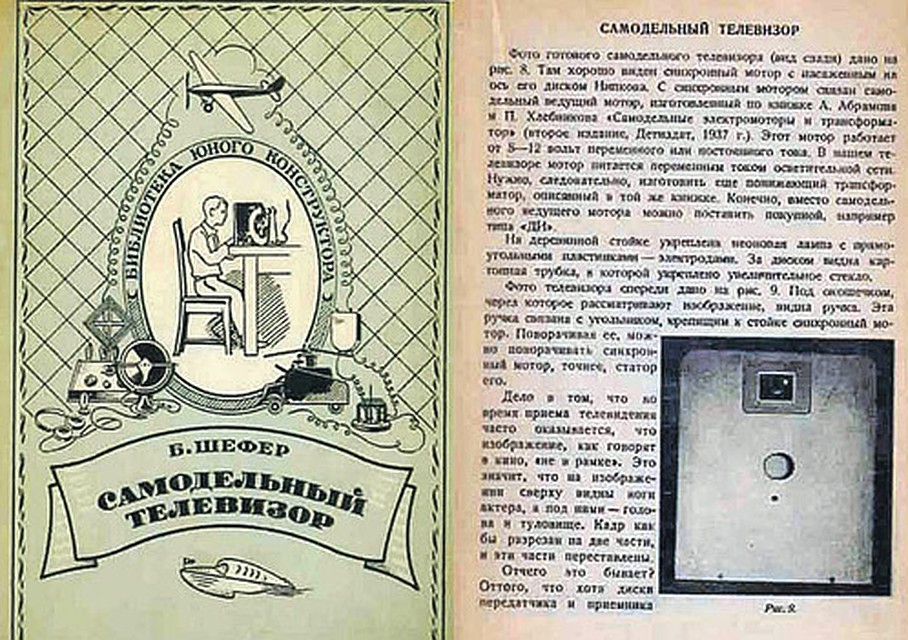 БИБЛИОТЕКА ЮНОГО КОНСТРУКТОРА
Б. ШЕФЕР
САМОДЕЛЬНЫЙ
ТЕЛЕВИЗОР
САМОДЕЛЬНЫЙ ТЕЛЕВИЗОР
Фото готового самодельного телевизора (вид сзади) дано на
рис. 8. Там хорошо виден синхронный мотор с насаженным на
ось его диском Нипкова. С синхронным мотором связан само-
дельный ведущий мотор, изготовленный по книжке А. Абрамова
и П. Хлебникова «Самодельные электромоторы и трансформа-
тор» (второе издание, Детиздат, 1937 г.). Этот мотор работает
от 8—12 вольт переменного или постоянного тока. В нашем те-
левизоре мотор питается переменным током осветительной сети.
Нужно, следовательно, изготовить еще понижающий трансфор-
матор, описанный в той же книжке. Конечно, вместо самодель-
ного ведущего мотора можно поставить покупной, например
типа «ДИ».
На деревянной стойке укреплена неоновая лампа с прямо-
угольными пластинками — электродами. За диском видна кар-
тонная трубка, в которой укреплено увеличительное стекло.
Фото телевизора спереди дано на рис. 9. Под окошечком,
через которое рассматривают изображение, видна ручка. Эта
ручка связана с угольником, крепящим к стойке синхронный мо-
тор. Поворачивая ее, мож-
но поворачивать синхрон-
ный мотор, точнее, статор
его.
Дело в том, что во
время приема телевидения
часто оказывается, что
изображение, как говорят
в кино, «не в рамке». Это
значит, что на изображе-
нии сверху видны ноги
актера, а под ними — голо-
ва и туловище. Кадр как
бы разрезан на две части,
и эти части переставлены.
Отчего это бывает?
Оттого, что хотя диски
передатчика и приемника
Рис. 9.